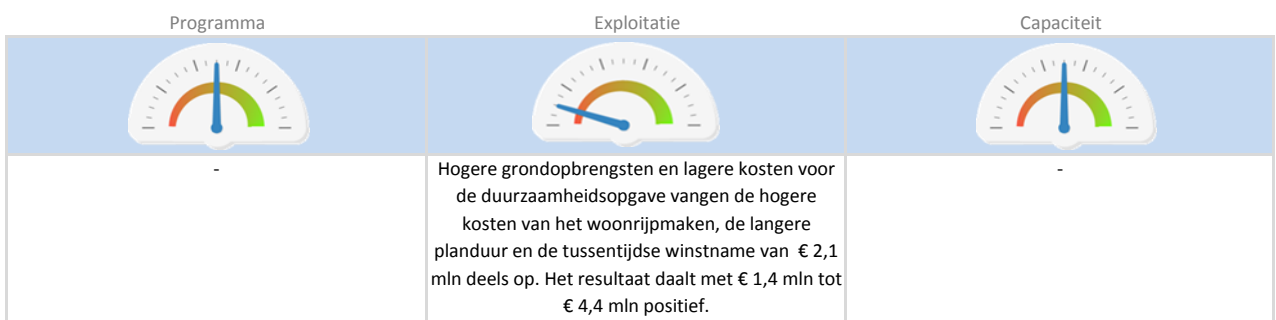 Programma
Exploitatie
Capaciteit
-
Hogere grondopbrengsten en lagere kosten voor
de duurzaamheidsopgave vangen de hogere
kosten van het woonrijpmaken, de langere
planduur en de tussentijdse winstname van € 2,1
mln deels op. Het resultaat daalt met € 1,4 mln tot
€ 4,4 mln positief.
-